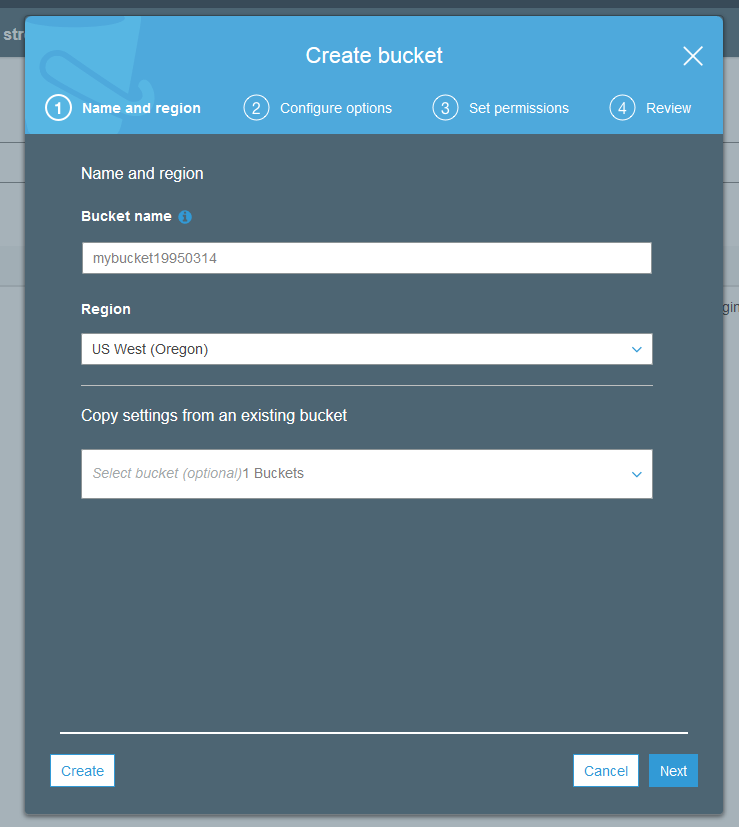 Create bucket
1 Name and region 2 Configure options 3 Set permissions 4 Review
Name and region
Bucket name i
mybucket19950314
Region
US West (Oregon)
Copy settings from an existing bucket
Select bucket (optional)1 Buckets
Create Cancel Next